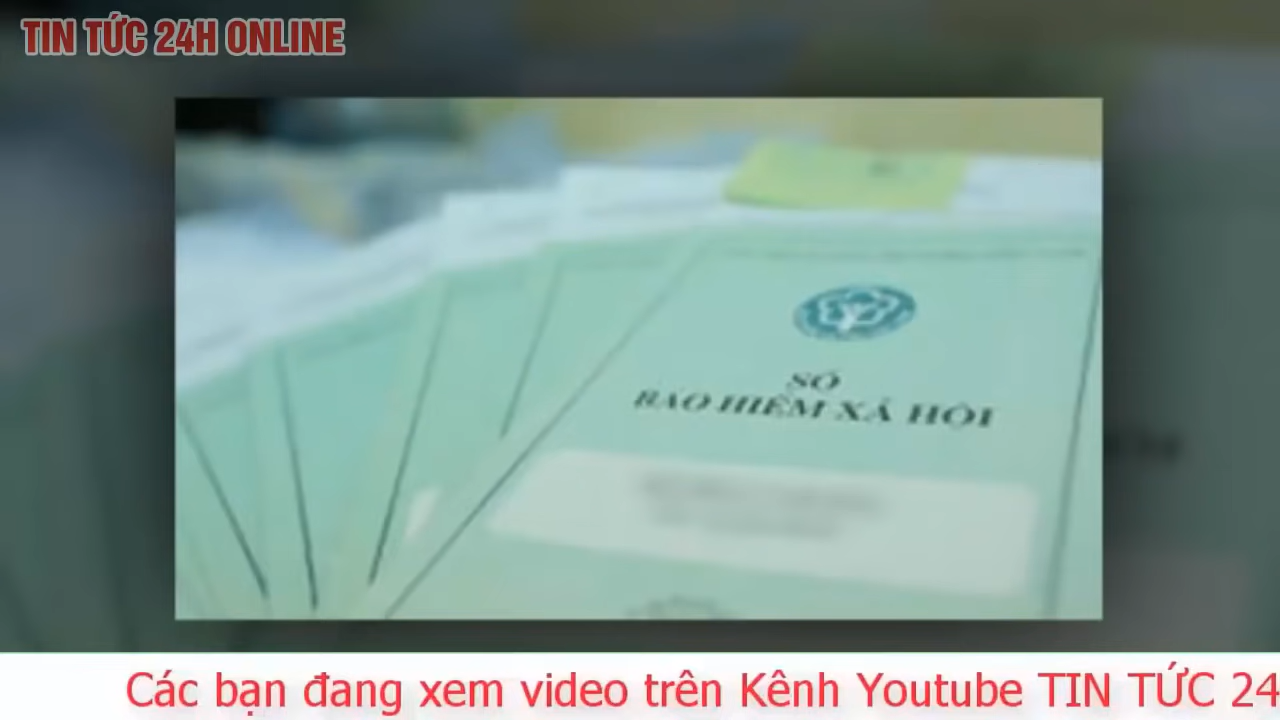 TIN TỨC 24H ONLINE
SỔ
BẢO HIỂM XÃ HỘI
Các bạn đang xem video trên Kênh Youtube TIN TỨC 24